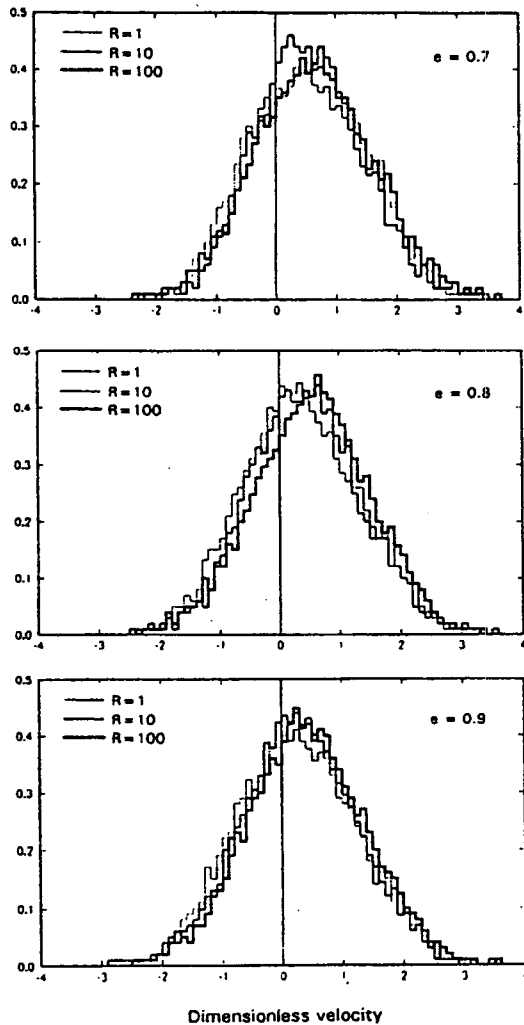 0.5
R = 1
R = 10
R = 100
e = 0.7
0.4
0.3
0.2
0.1
0.0
-4 -3 -2 -1 0 1 2 3 4
0.5
R = 1
R = 10
R = 100
e = 0.8
0.4
0.3
0.2
0.1
0.0
-4 -3 -2 -1 0 1 2 3 4
0.5
R = 1
R = 10
R = 100
e = 0.9
0.4
0.3
0.2
0.1
0.0
-4 -3 -2 -1 0 1 2 3 4
Dimensionless velocity